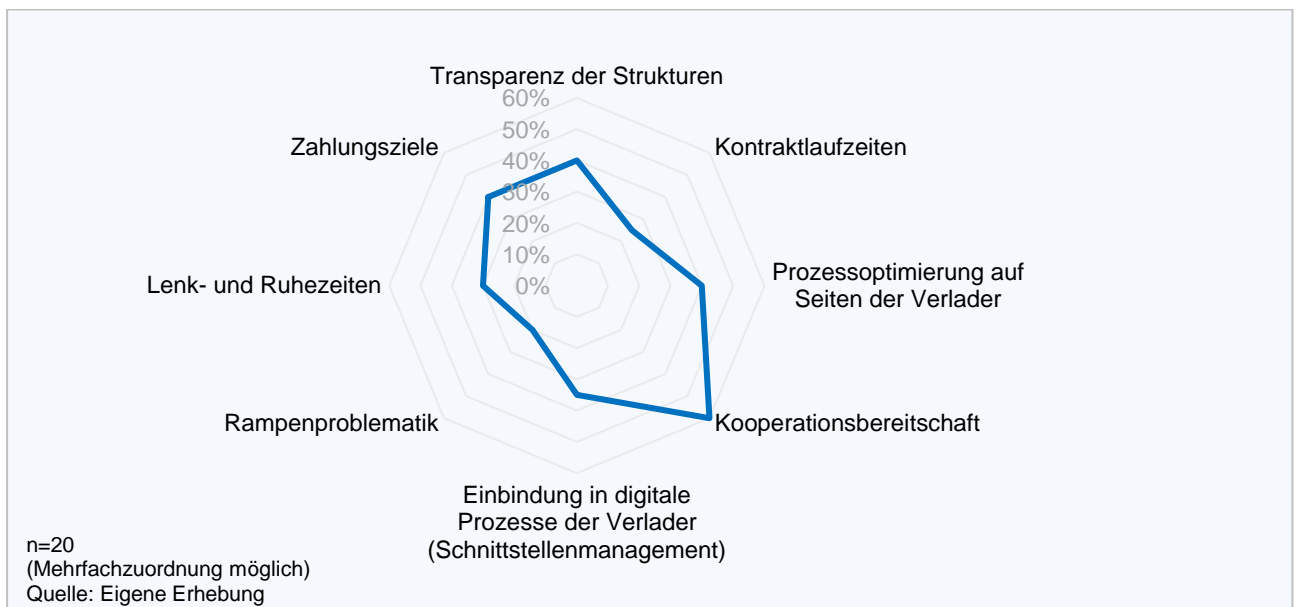 Transparenz der Strukturen
60%
50%
40%
30%
20%
10%
0%
Kontraktlaufzeiten
Prozessoptimierung auf
Seiten der Verlader
Kooperationsbereitschaft
Einbindung in digitale
Prozesse der Verlader
(Schnittstellenmanagement)
Rampenproblematik
Lenk- und Ruhezeiten
Zahlungsziele
n=20
(Mehrfachzuordnung möglich)
Quelle: Eigene Erhebung